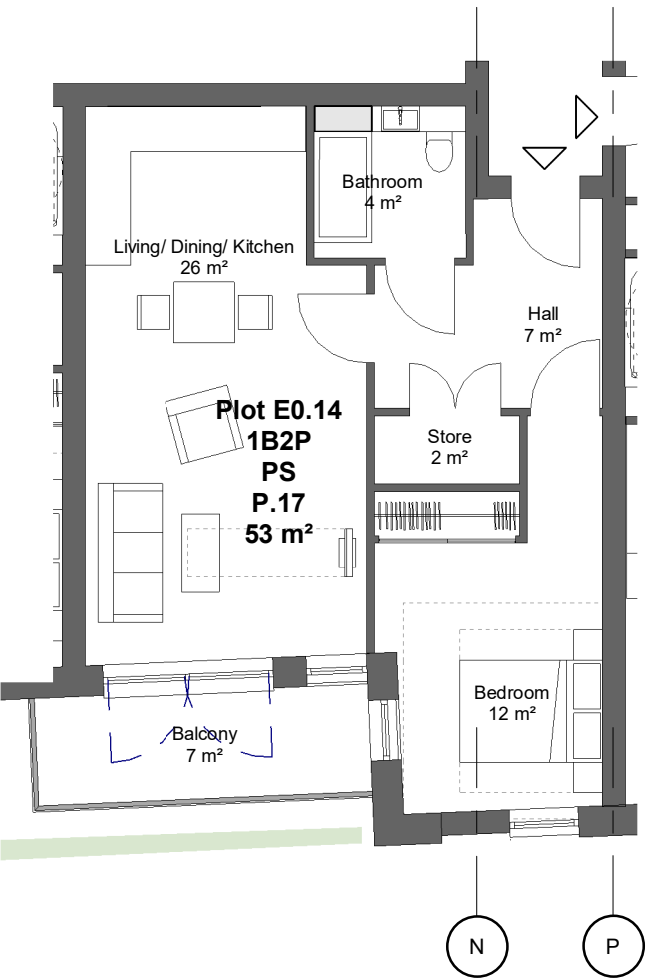 Bathroom
4 m²
Living/ Dining/ Kitchen
26 m²
Hall
7 m²
Plot E0.14
1B2P
PS
P.17
53 m²
Store
2 m²
Bedroom
12 m²
Balcony
7 m²
N
P